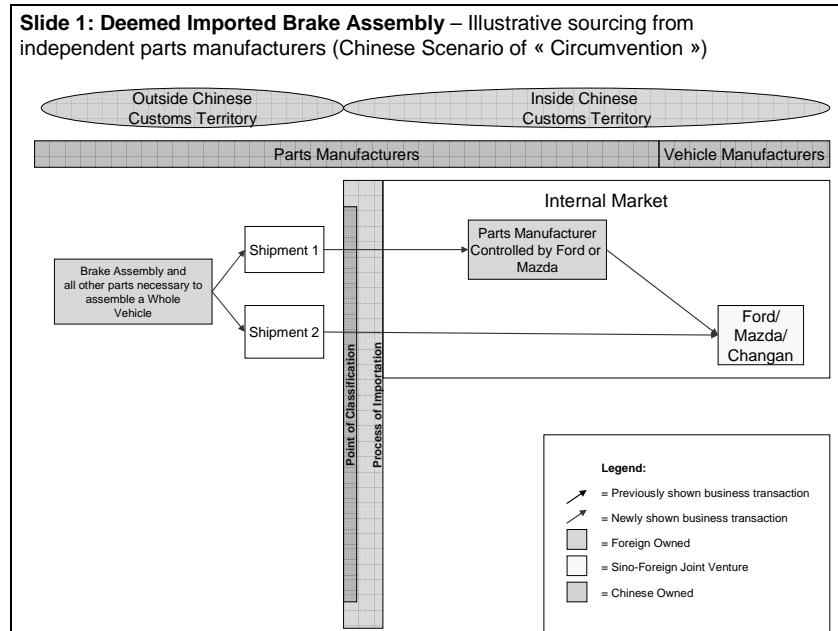 Slide 1: Deemed Imported Brake Assembly – Illustrative sourcing from
independent parts manufacturers (Chinese Scenario of « Circumvention »)
Outside Chinese
Customs Territory
Inside Chinese
Customs Territory
Parts Manufacturers
Vehicle Manufacturers
Internal Market
Brake Assembly and
all other parts necessary to
assemble a Whole
Vehicle
Shipment 1
Shipment 2
Point of Classification
Process of Importation
Parts Manufacturer
Controlled by Ford or
Mazda
Ford/
Mazda/
Changan
Legend:
= Previously shown business transaction
= Newly shown business transaction
= Foreign Owned
= Sino-Foreign Joint Venture
= Chinese Owned